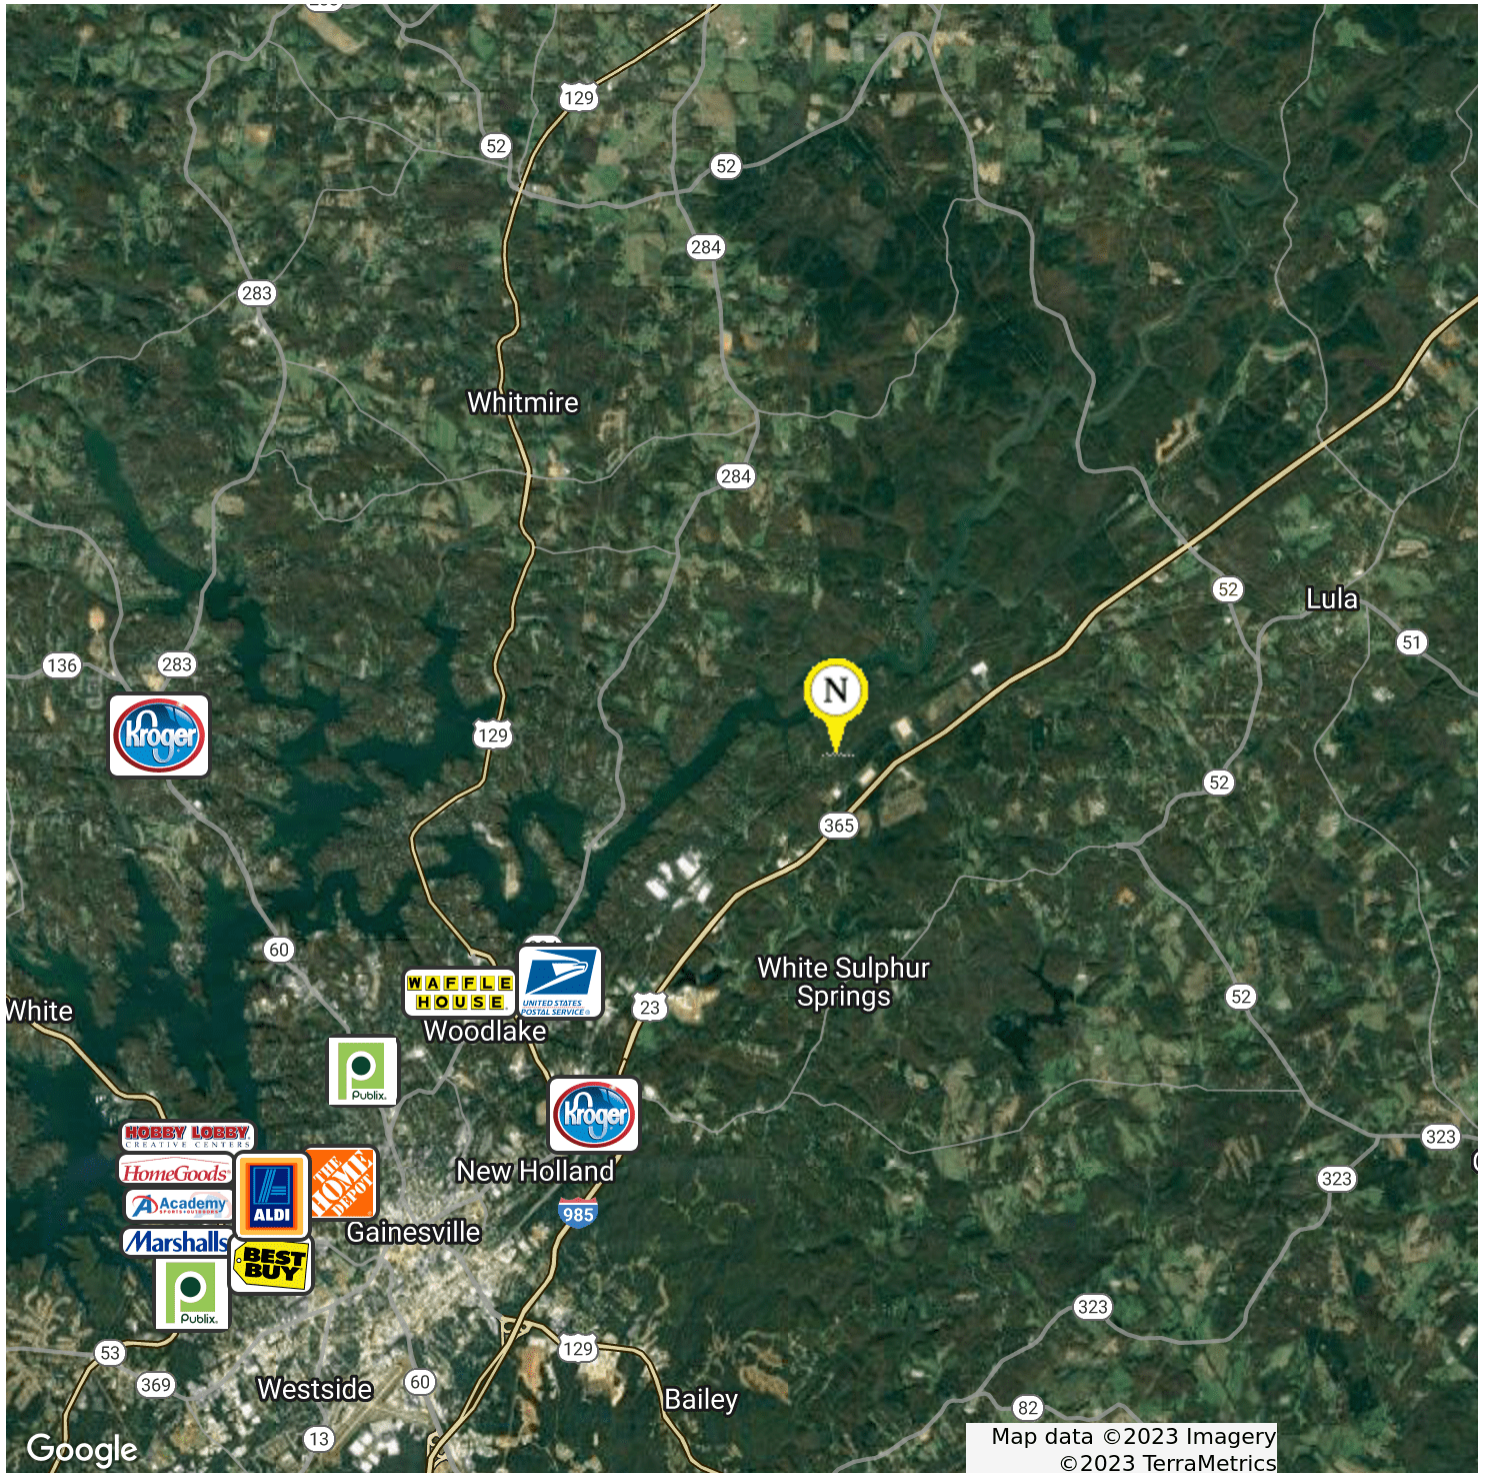 129
52
52
284
283
Whitmire
284
52
Lula
51
136
283
N
Kroger
129
52
365
60
White Sulphur
Springs
WAFFLE
HOUSE
UNITED STATES
POSTAL SERVICE®
23
52
White
Woodlake
Publix.
Kroger
HOBBY LOBBY
CREATIVE CENTERS
323
HomeGoods
New Holland
THE
HOME
DEPOT
323
Academy
SPORTS+OUTDOORS
ALDI
985
Marshalls
Gainesville
BEST
BUY
Publix.
323
53
129
369
Westside
60
Bailey
82
13
Google
Map data ©2023 Imagery
©2023 TerraMetrics